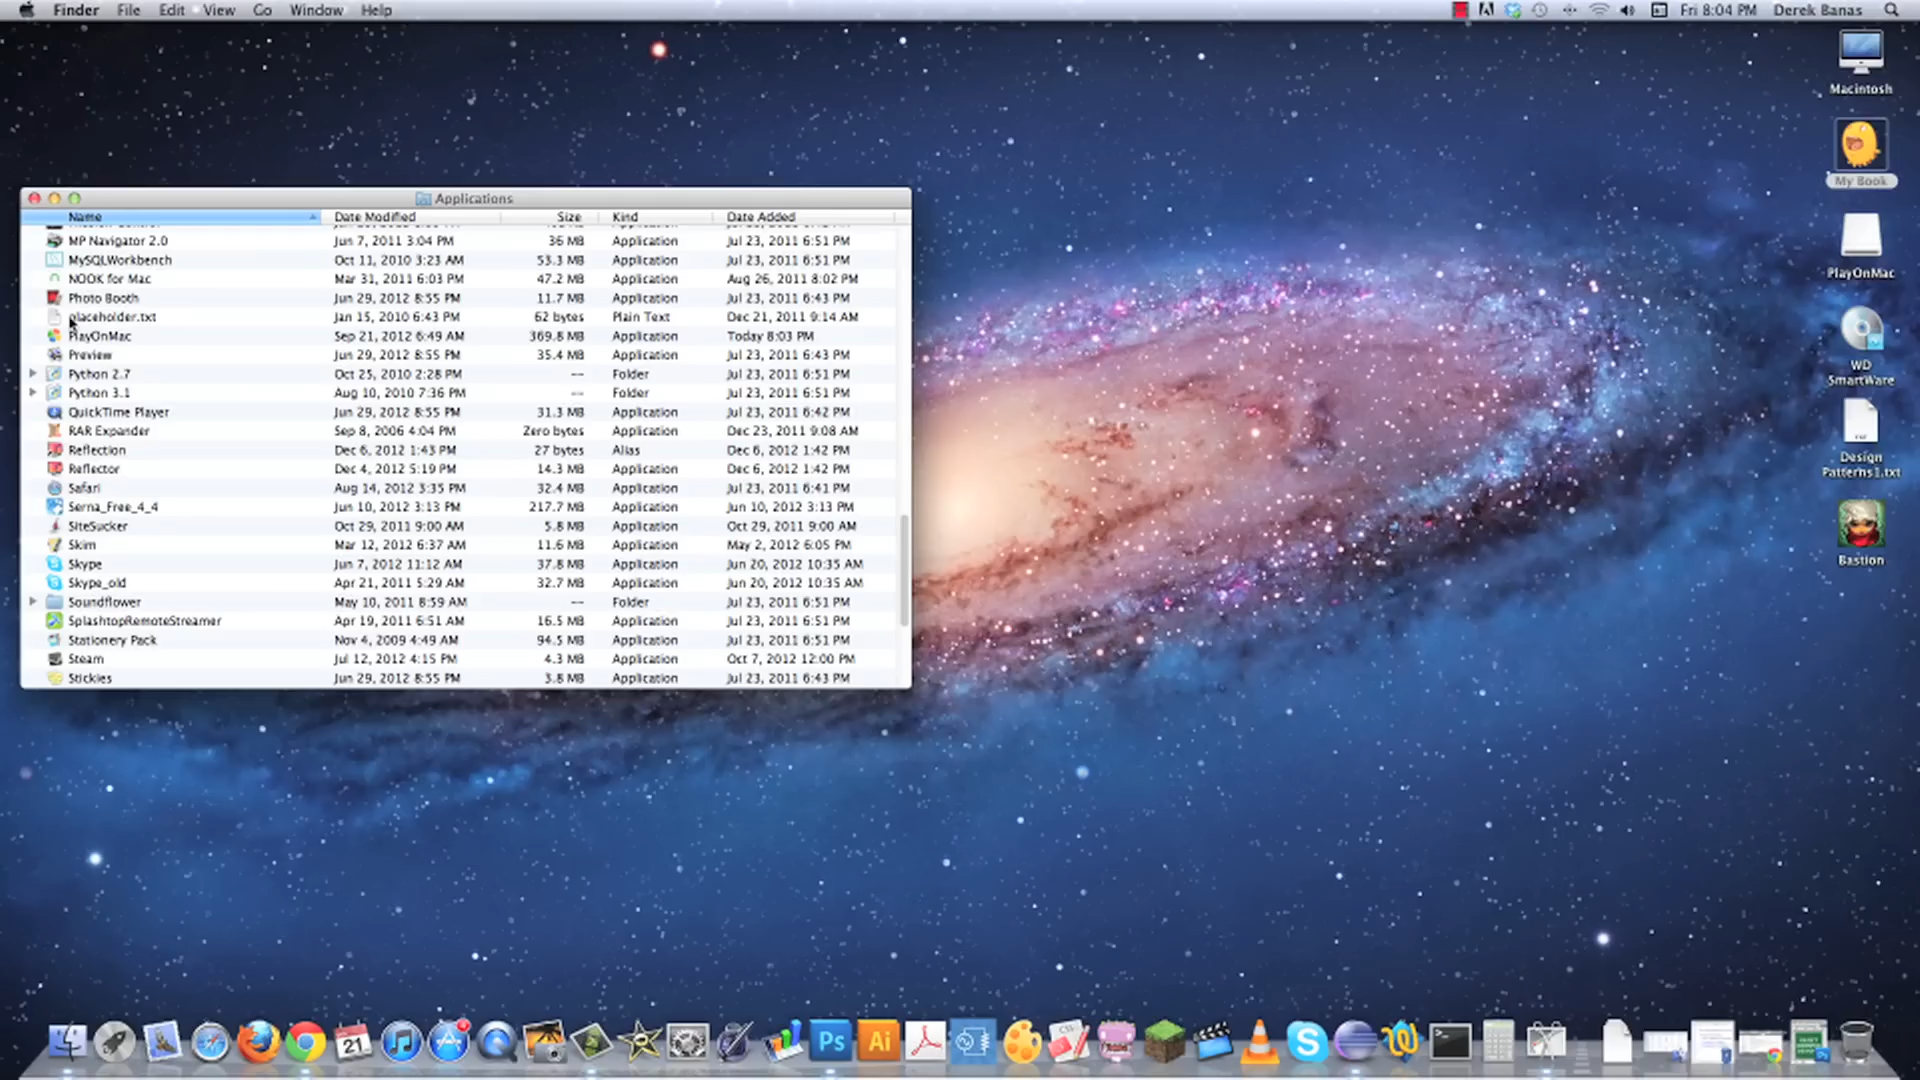 Finder File Edit View Go Window Help Fri 8:04 PM Derek Banas
Macintosh
My Book
PlayOnMac
WD
SmartWare
Design
Patterns1.txt
Bastion
Applications
Name Date Modified Size Kind Date Added
MP Navigator 2.0 Jun 7, 2011 3:04 PM 36 MB Application Jul 23, 2011 6:51 PM
MySQLWorkbench Oct 11, 2010 3:23 AM 53.3 MB Application Jul 23, 2011 6:51 PM
NOOK for Mac Mar 31, 2011 6:03 PM 47.2 MB Application Aug 26, 2011 8:02 PM
Photo Booth Jun 29, 2012 8:55 PM 11.7 MB Application Jul 23, 2011 6:43 PM
placeholder.txt Jan 15, 2010 6:43 PM 62 bytes Plain Text Dec 21, 2011 9:14 AM
PlayOnMac Sep 21, 2012 6:49 AM 369.8 MB Application Today 8:03 PM
Preview Jun 29, 2012 8:55 PM 35.4 MB Application Jul 23, 2011 6:43 PM
Python 2.7 Oct 25, 2010 2:28 PM -- Folder Jul 23, 2011 6:51 PM
Python 3.1 Aug 10, 2010 7:36 PM -- Folder Jul 23, 2011 6:51 PM
QuickTime Player Jun 29, 2012 8:55 PM 31.3 MB Application Jul 23, 2011 6:42 PM
RAR Expander Sep 8, 2006 4:04 PM Zero bytes Application Dec 23, 2011 9:08 AM
Reflection Dec 6, 2012 1:43 PM 27 bytes Alias Dec 6, 2012 1:42 PM
Reflector Dec 4, 2012 5:19 PM 14.3 MB Application Dec 6, 2012 1:42 PM
Safari Aug 14, 2012 3:35 PM 32.4 MB Application Jul 23, 2011 6:41 PM
Serna_Free_4_4 Jun 10, 2012 3:13 PM 217.7 MB Application Jun 10, 2012 3:13 PM
SiteSucker Oct 29, 2011 9:00 AM 5.8 MB Application Oct 29, 2011 9:00 AM
Skim Mar 12, 2012 6:37 AM 11.6 MB Application May 2, 2012 6:05 PM
Skype Jun 7, 2012 11:12 AM 37.8 MB Application Jun 20, 2012 10:35 AM
Skype_old Apr 21, 2011 5:29 AM 32.7 MB Application Jun 20, 2012 10:35 AM
Soundflower May 10, 2011 8:59 AM -- Folder Jul 23, 2011 6:51 PM
SplashtopRemoteStreamer Apr 19, 2011 6:51 AM 16.5 MB Application Jul 23, 2011 6:51 PM
Stationery Pack Nov 4, 2009 4:49 AM 94.5 MB Application Jul 23, 2011 6:51 PM
Steam Jul 12, 2012 4:15 PM 4.3 MB Application Oct 7, 2012 12:00 PM
Stickies Jun 29, 2012 8:55 PM 3.8 MB Application Jul 23, 2011 6:43 PM
21
Ps
Ai
CSS